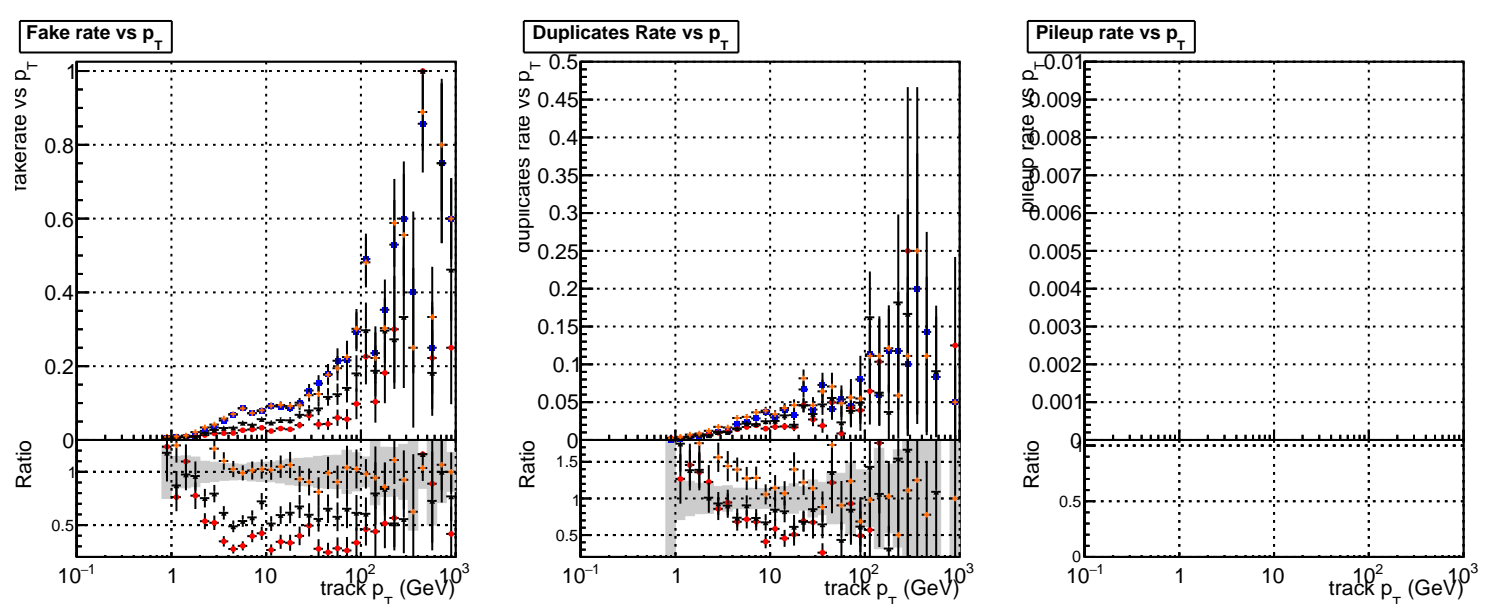 Fake rate vs p_T
fakerate vs p_T
1
0.8
0.6
0.4
0.2
0
Ratio
1
0.5
10^−1 1 10 10^2 10^3
track p_T (GeV)
Duplicates Rate vs p_T
duplicates rate vs p_T
0.5
0.45
0.4
0.35
0.3
0.25
0.2
0.15
0.1
0.05
0
Ratio
1.5
1
0.5
10^−1 1 10 10^2 10^3
track p_T (GeV)
Pileup rate vs p_T
pileup rate vs p_T
0.01
0.009
0.008
0.007
0.006
0.005
0.004
0.003
0.002
0.001
0
Ratio
1
0.5
0
10^−1 1 10 10^2 10^3
track p_T (GeV)